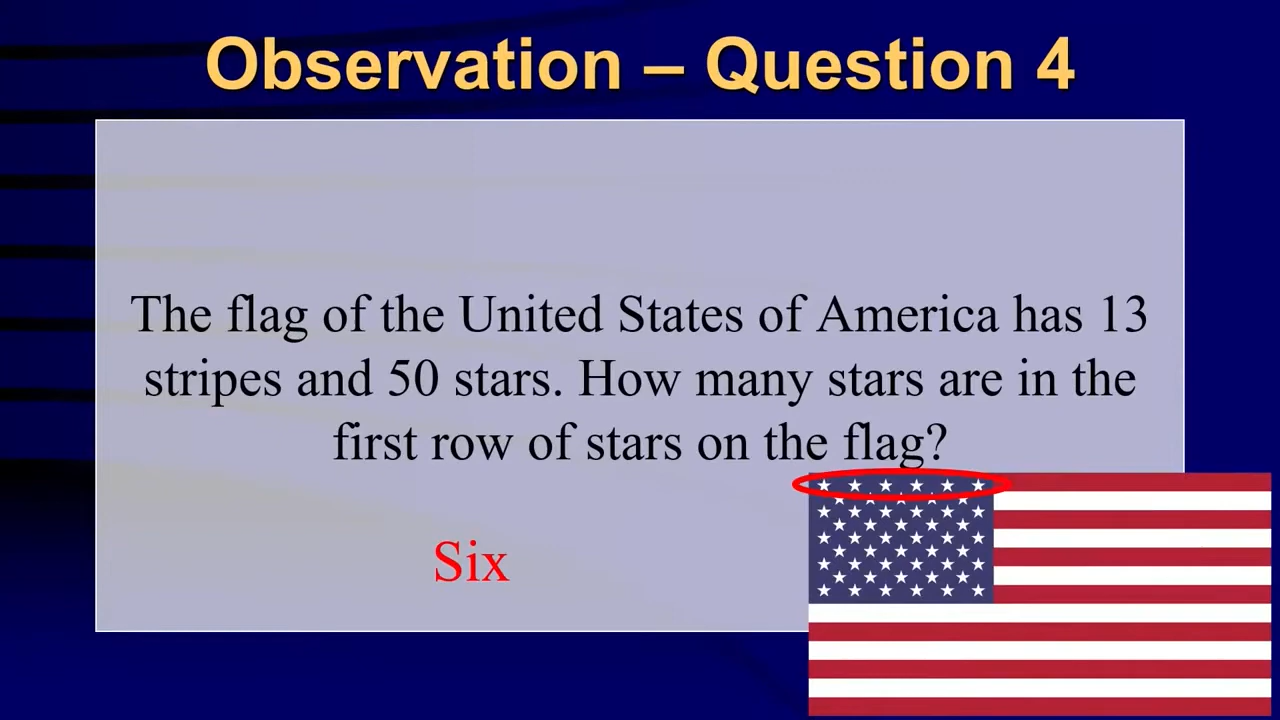 Observation – Question 4
The flag of the United States of America has 13
stripes and 50 stars. How many stars are in the
first row of stars on the flag?
Six